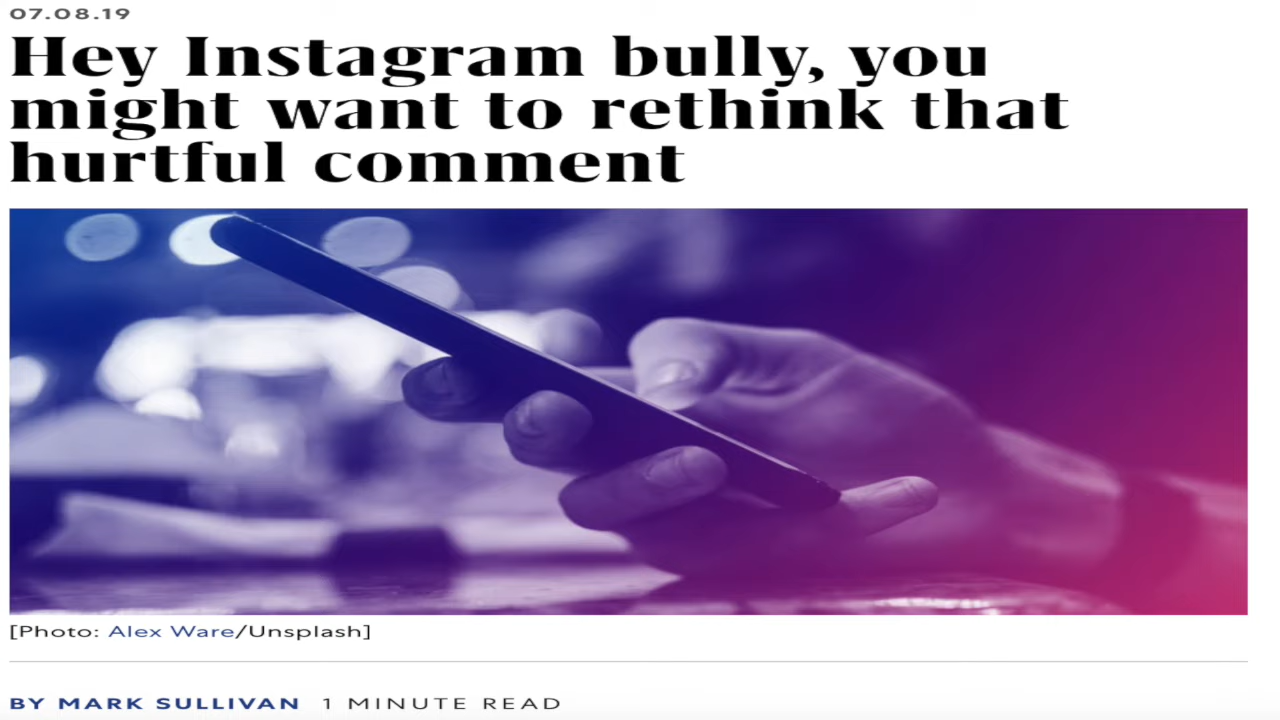 07.08.19
Hey Instagram bully, you
might want to rethink that
hurtful comment
[Photo: Alex Ware/Unsplash]
BY MARK SULLIVAN 1 MINUTE READ